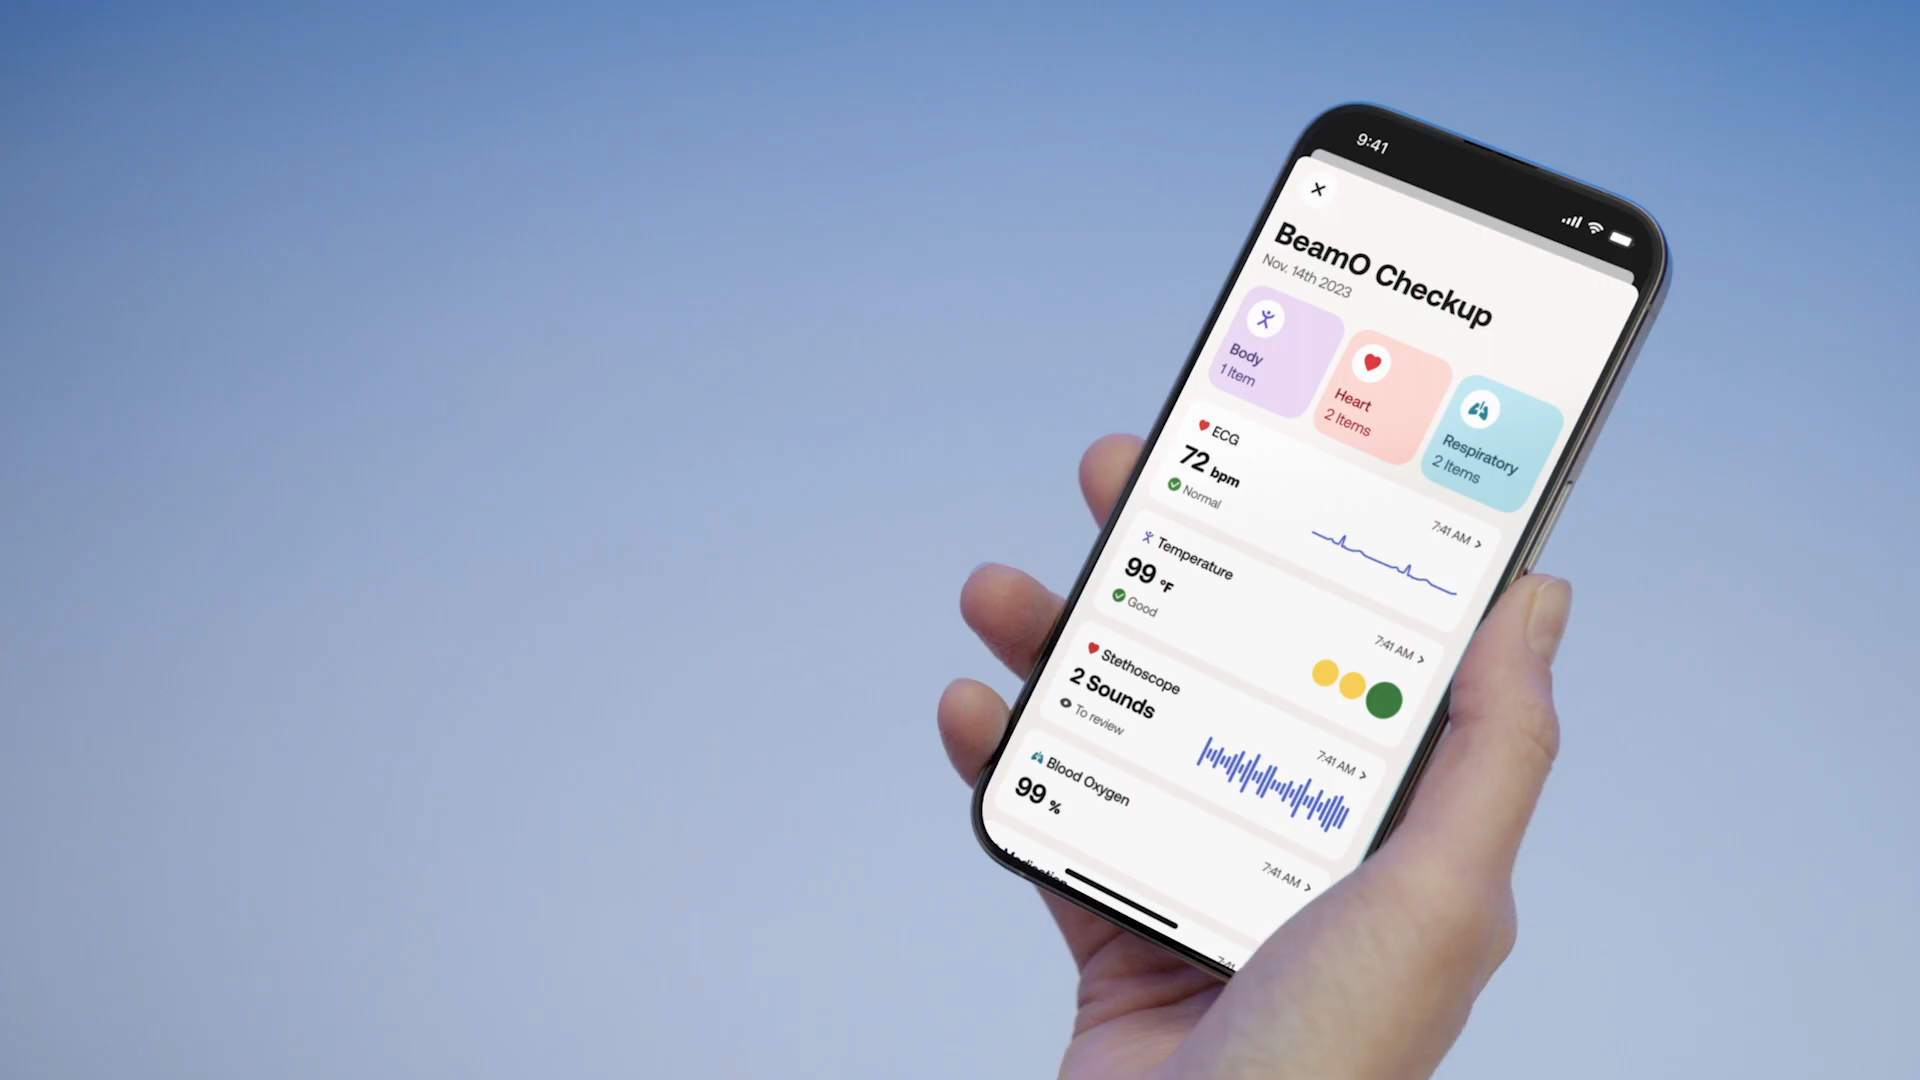 9:41
BeamO Checkup
Nov. 14th 2023
Body
1 Item
Heart
2 Items
Respiratory
2 Items
ECG
7:41 AM
72 bpm
Normal
Temperature
7:41 AM
99 °F
Good
Stethoscope
7:41 AM
2 Sounds
To review
Blood Oxygen
7:41 AM
99 %
7:41